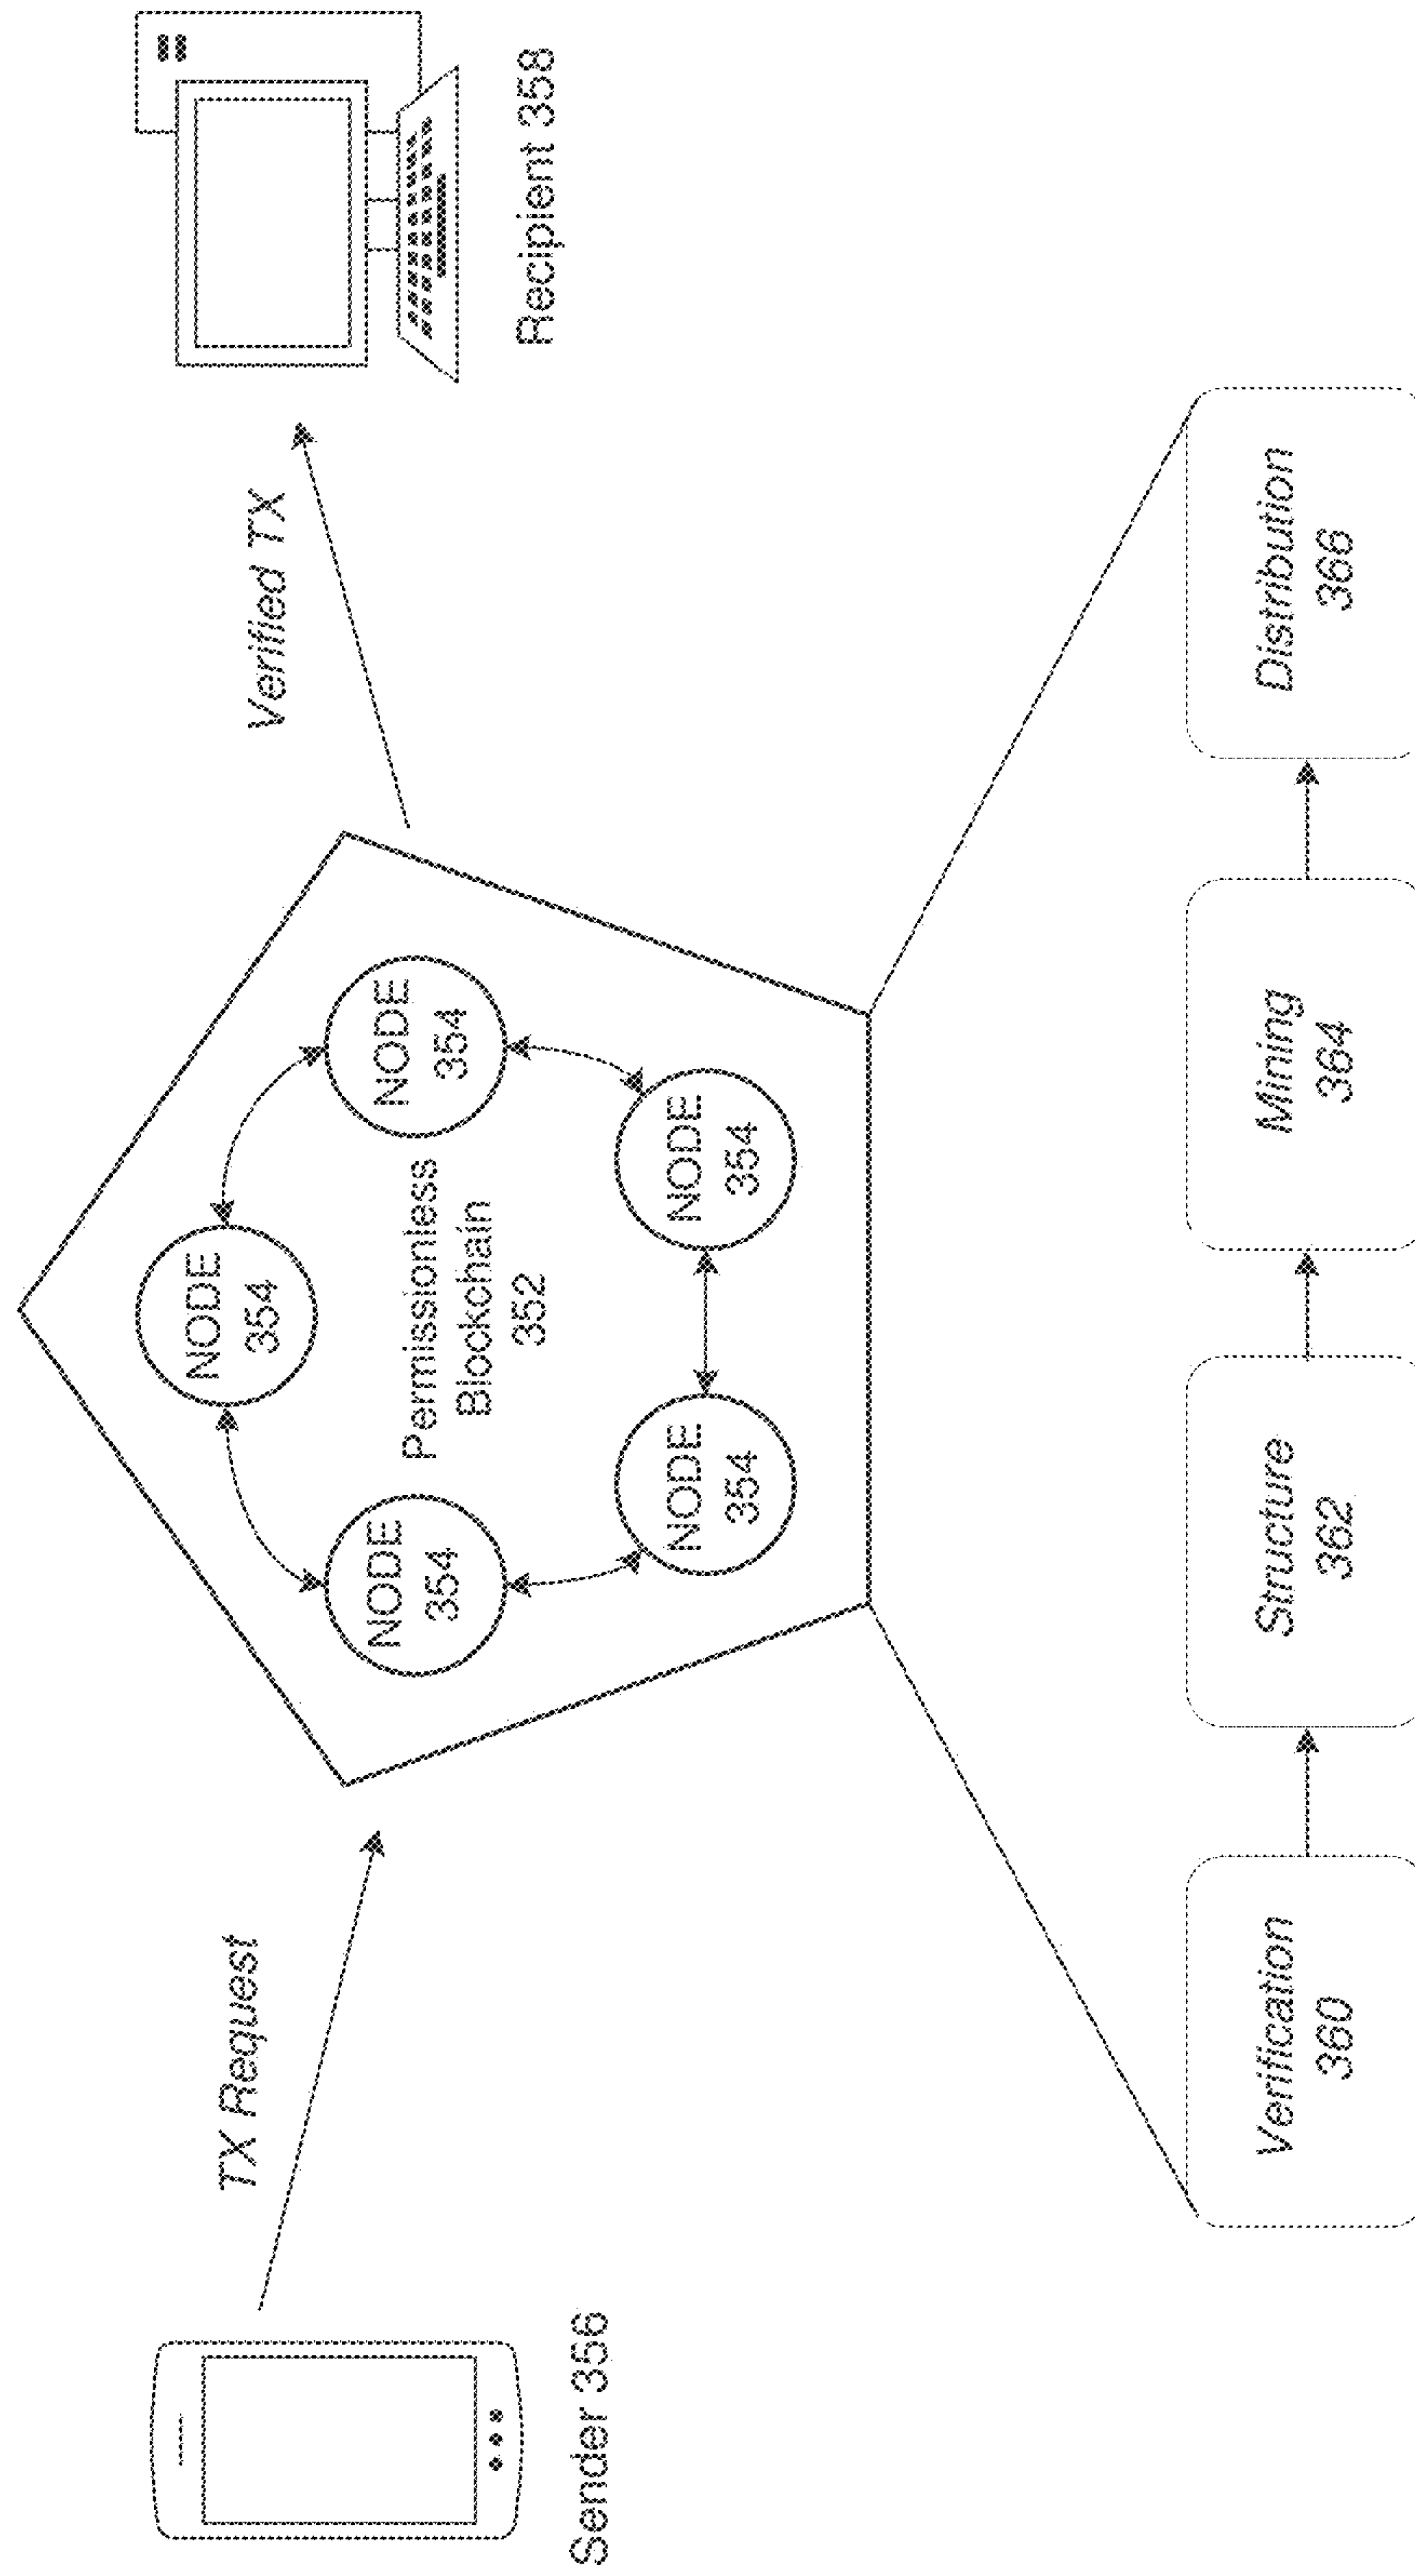 Sender 356
TX Request
NODE
354
NODE
354
NODE
354
NODE
354
NODE
354
Permissionless
Blockchain
352
Verified TX
Recipient 358
Verification
360
Structure
362
Mining
364
Distribution
366